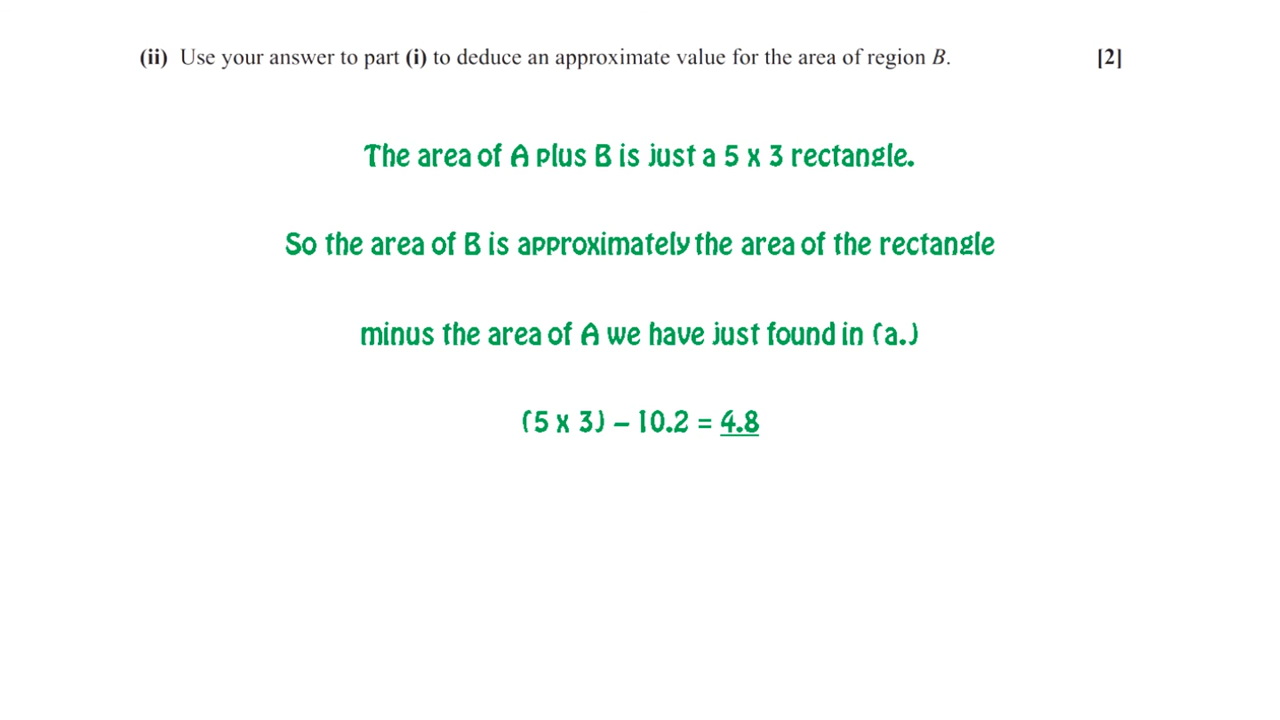 (ii) Use your answer to part (i) to deduce an approximate value for the area of region B. [2]
The area of A plus B is just a 5 x 3 rectangle.
So the area of B is approximately the area of the rectangle
minus the area of A we have just found in (a.)
(5 x 3) – 10.2 = 4.8